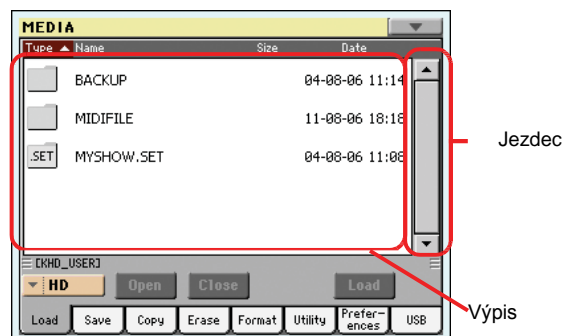 MEDIA
Type Name Size Date
BACKUP 04-08-06 11:14
MIDIFILE 11-08-06 18:18
.SET MYSHOW.SET 04-08-06 11:08
Jezdec
[KHD_USER]
HD Open Close Load
Výpis
Load Save Copy Erase Format Utility Prefer-
ences USB